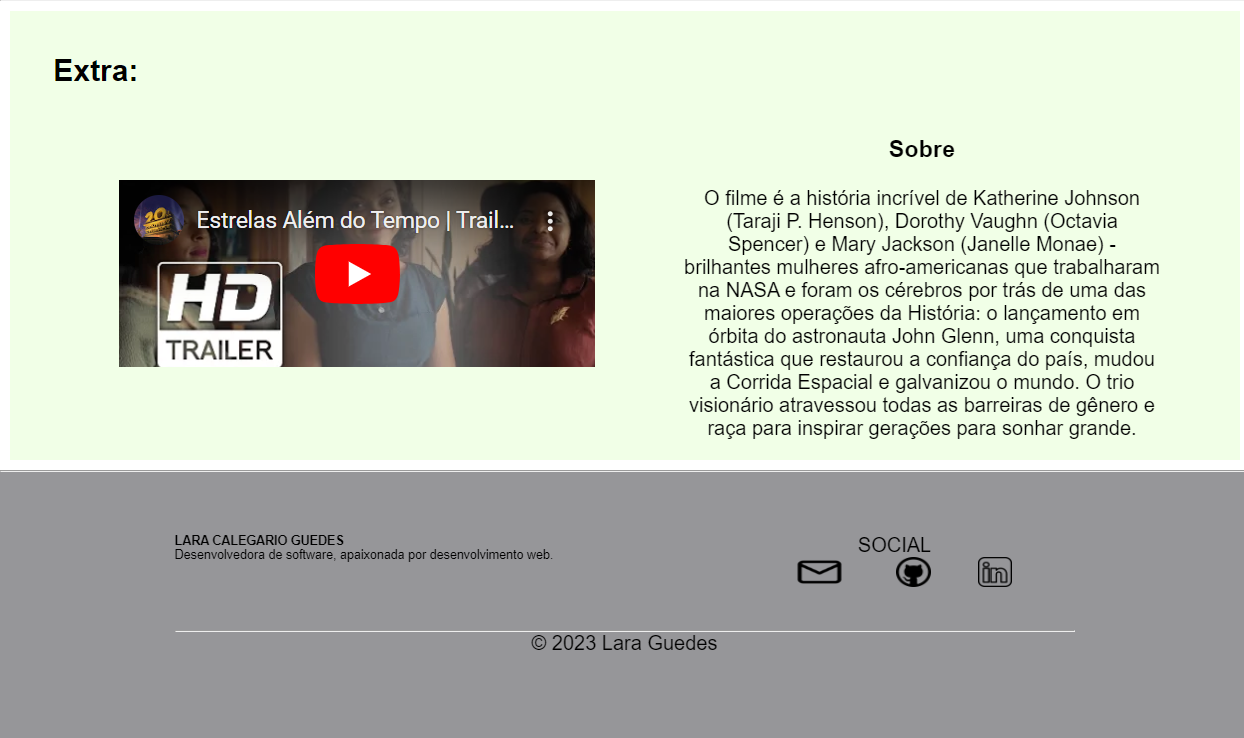 Extra:
Estrelas Além do Tempo | Trail...
HD
TRAILER
Sobre
O filme é a história incrível de Katherine Johnson
(Taraji P. Henson), Dorothy Vaughn (Octavia
Spencer) e Mary Jackson (Janelle Monae) -
brilhantes mulheres afro-americanas que trabalharam
na NASA e foram os cérebros por trás de uma das
maiores operações da História: o lançamento em
órbita do astronauta John Glenn, uma conquista
fantástica que restaurou a confiança do país, mudou
a Corrida Espacial e galvanizou o mundo. O trio
visionário atravessou todas as barreiras de gênero e
raça para inspirar gerações para sonhar grande.
LARA CALEGARIO GUEDES
Desenvolvedora de software, apaixonada por desenvolvimento web.
SOCIAL
in
© 2023 Lara Guedes